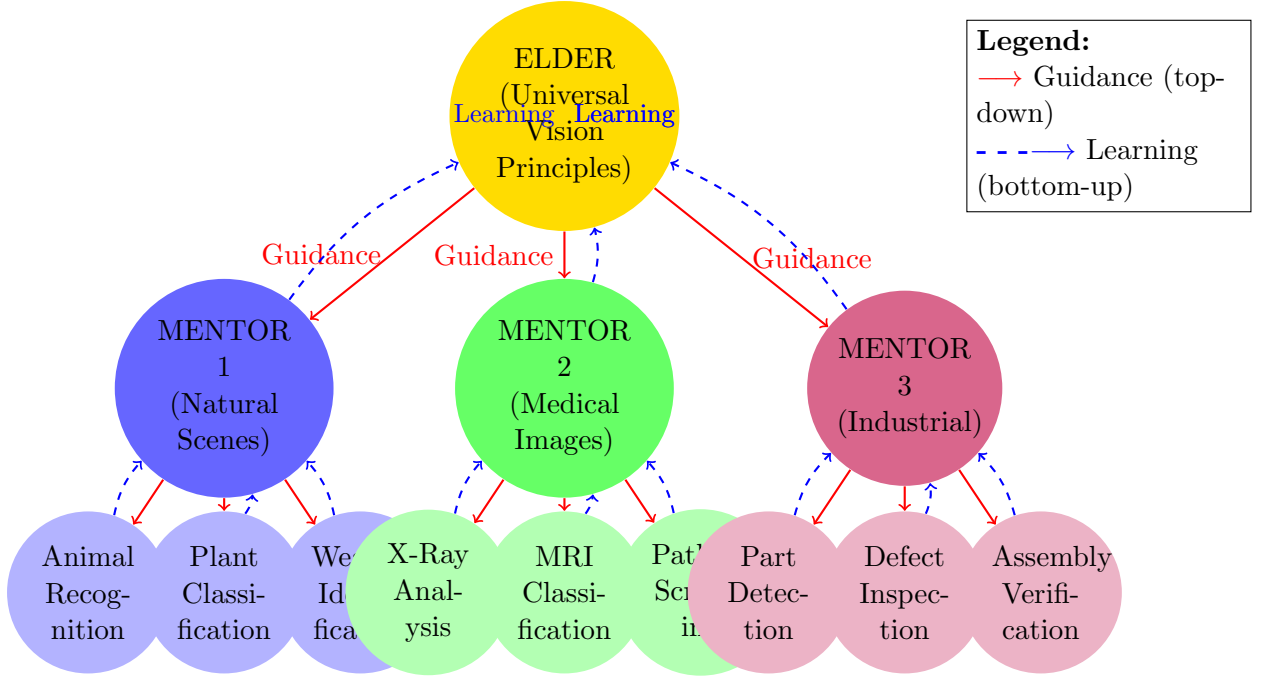 ELDER
(Universal
Vision
Principles)
Learning
Learning
Legend:
Guidance (top-
down)
Learning
(bottom-up)
Guidance
Guidance
Guidance
MENTOR
1
(Natural
Scenes)
MENTOR
2
(Medical
Images)
MENTOR
3
(Industrial)
Animal
Recog-
nition
Plant
Classi-
fication
X-Ray
Anal-
ysis
MRI
Classi-
fication
Part
Detec-
tion
Defect
Inspec-
tion
Assembly
Verifi-
cation